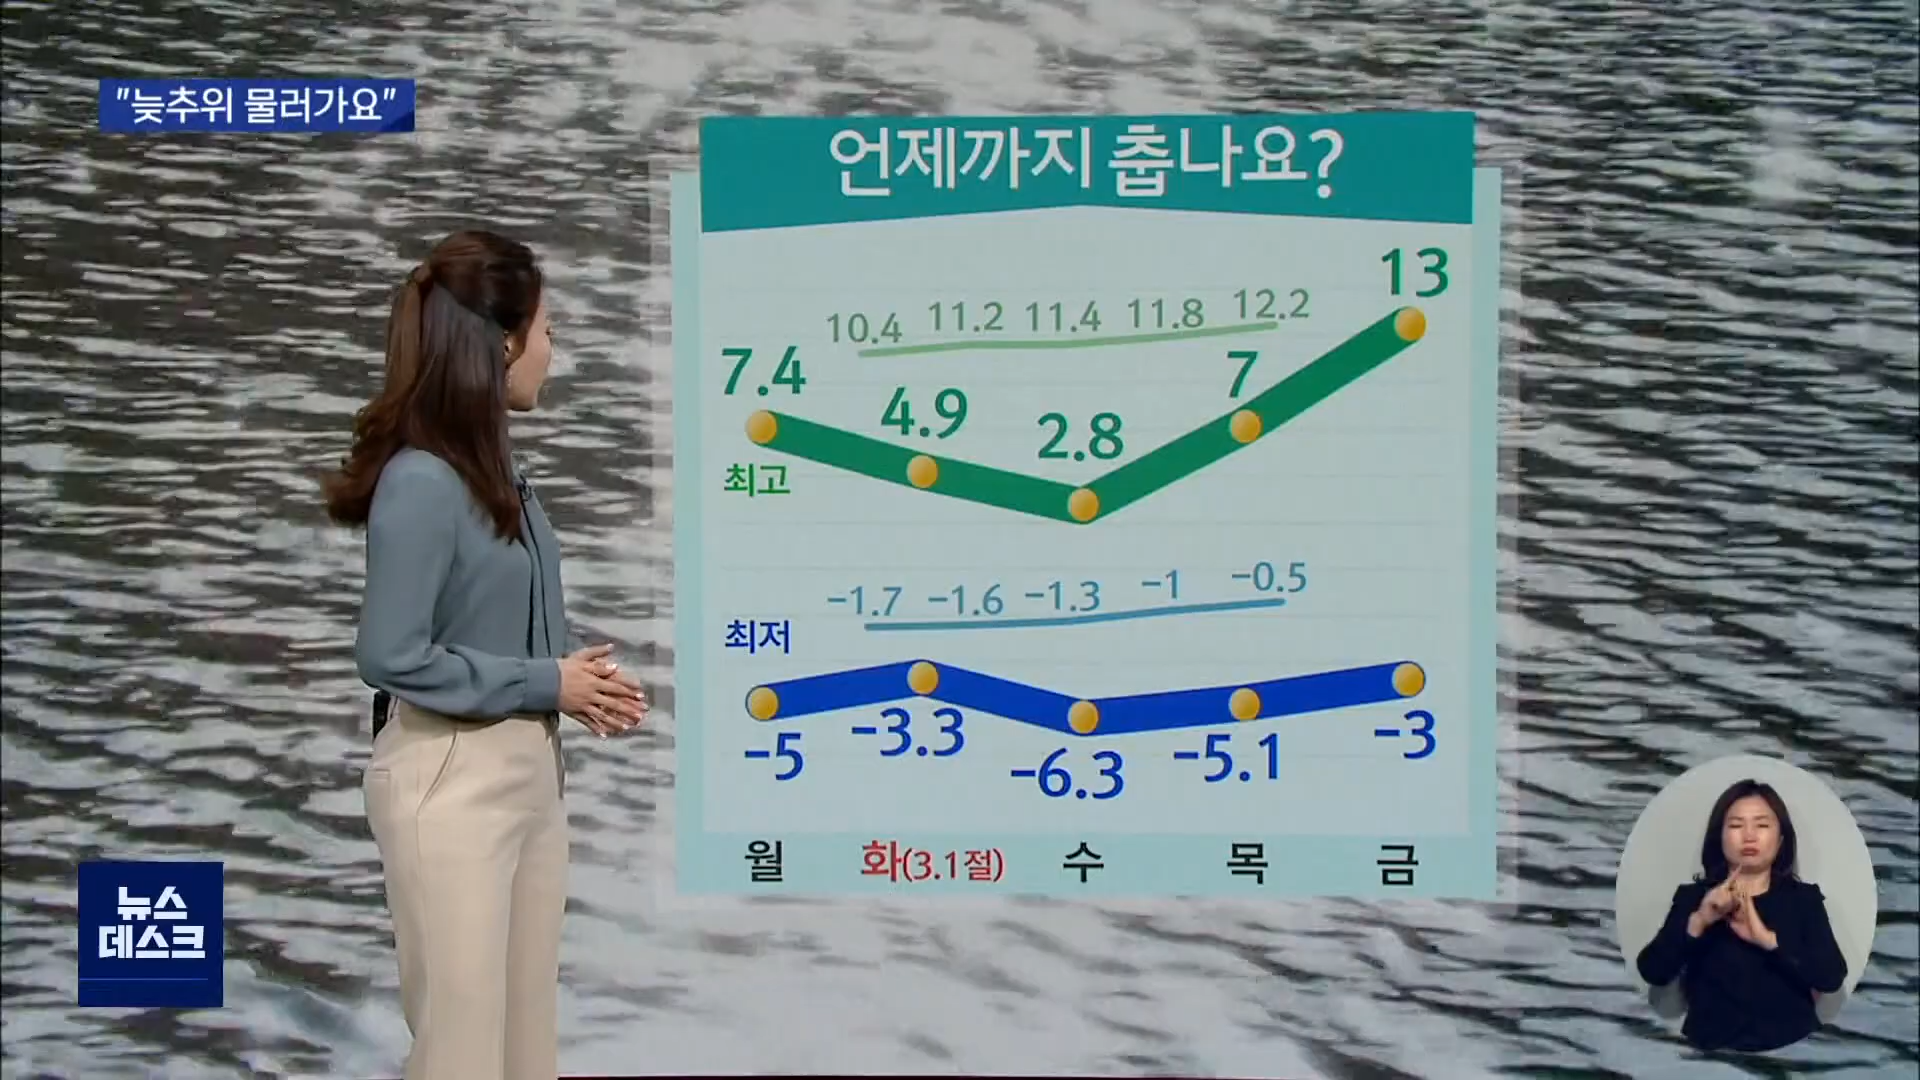 "늦추위 물러가요"
언제까지 춥나요?
13
10.4 11.2 11.4 11.8 12.2
7.4 4.9 2.8 7
최고
-1.7 -1.6 -1.3 -1 -0.5
최저
-5 -3.3 -6.3 -5.1 -3
월 화(3.1절) 수 목 금
뉴스
데스크